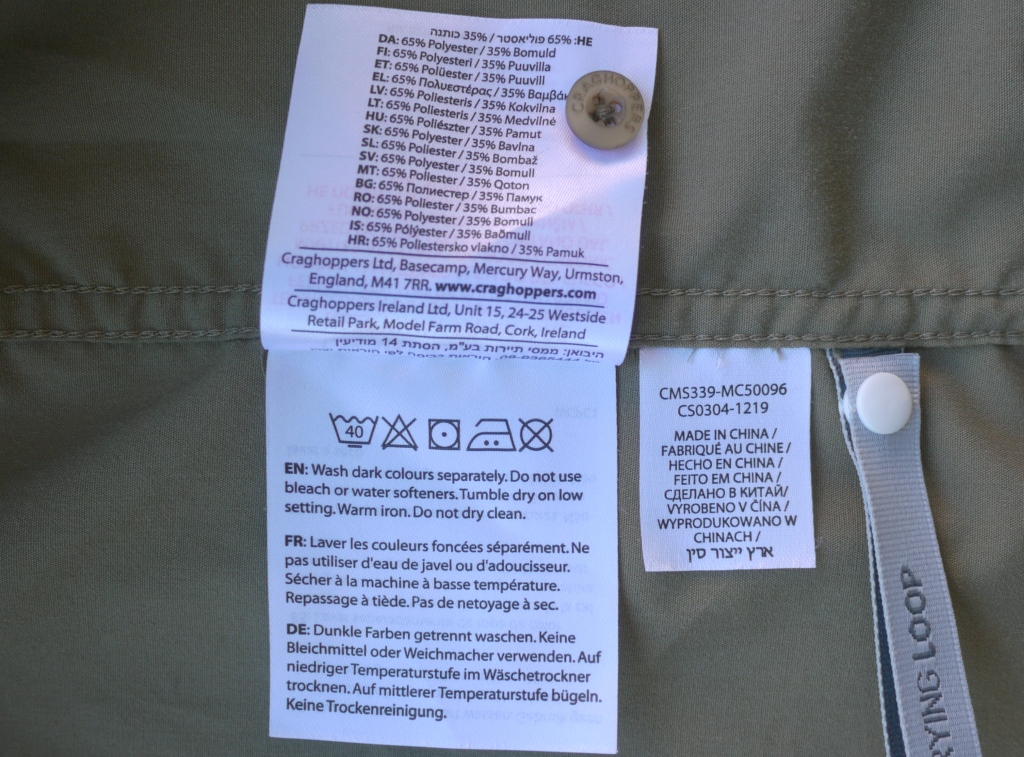 HE: 65% פוליאסטר / 35% כותנה
DA: 65% Polyester / 35% Bomuld
FI: 65% Polyesteri / 35% Puuvilla
ET: 65% Polüester / 35% Puuvill
EL: 65% Πολυεστέρας / 35% Βαμβάκ
LV: 65% Poliesteris / 35% Kokvilna
LT: 65% Poliesteris / 35% Medvilnė
HU: 65% Poliészter / 35% Pamut
SK: 65% Polyester / 35% Bavlna
SL: 65% Poliester / 35% Bombaž
SV: 65% Polyester / 35% Bomull
MT: 65% Poliester / 35% Qoton
BG: 65% Полиестер / 35% Памук
RO: 65% Poliester / 35% Bumbac
NO: 65% Polyester / 35% Bomull
IS: 65% Pólýester / 35% Baðmull
HR: 65% Poliestersko vlakno / 35% Pamuk
Craghoppers Ltd, Basecamp, Mercury Way, Urmston,
England, M41 7RR. www.craghoppers.com
Craghoppers Ireland Ltd, Unit 15, 24-25 Westside
Retail Park, Model Farm Road, Cork, Ireland
היבואן: ממסי תיירות בע"מ, הסתת 14 מודיעין
CRAGHOPPERS
40
EN: Wash dark colours separately. Do not use
bleach or water softeners. Tumble dry on low
setting. Warm iron. Do not dry clean.
FR: Laver les couleurs foncées séparément. Ne
pas utiliser d'eau de javel ou d'adoucisseur.
Sécher à la machine à basse température.
Repassage à tiède. Pas de netoyage à sec.
DE: Dunkle Farben getrennt waschen. Keine
Bleichmittel oder Weichmacher verwenden. Auf
niedriger Temperaturstufe im Wäschetrockner
trocknen. Auf mittlerer Temperaturstufe bügeln.
Keine Trockenreinigung.
CMS339-MC50096
CS0304-1219
MADE IN CHINA /
FABRIQUÉ AU CHINE /
HECHO EN CHINA /
FEITO EM CHINA /
СДЕЛАНО В КИТАЙ/
VYROBENO V ČÍNA /
WYPRODUKOWANO W
CHINACH /
ארץ ייצור סין
RYING LOOP